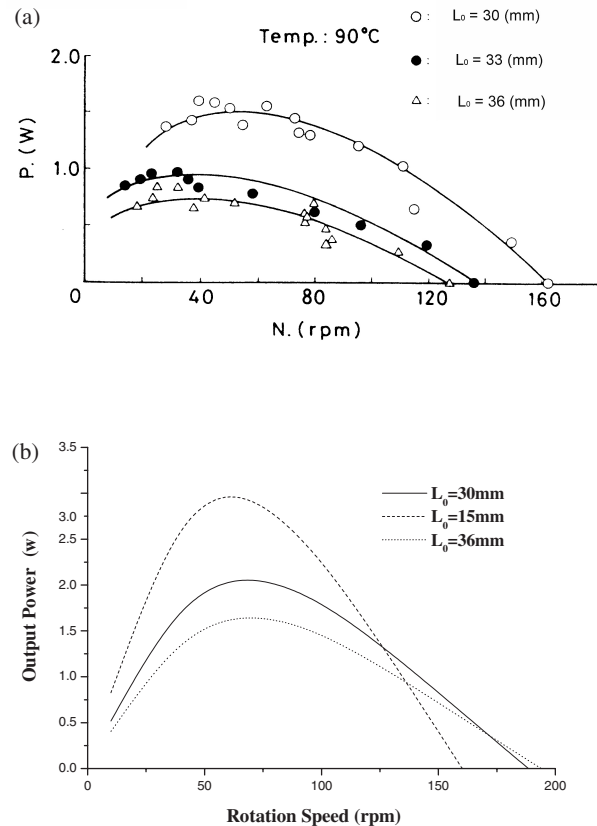 (a)
Temp.: 90°C
○ : L₀ = 30 (mm)
● : L₀ = 33 (mm)
△ : L₀ = 36 (mm)
P. (W)
2.0
1.0
0
0 40 80 120 160
N. (rpm)
(b)
Output Power (w)
3.5
3.0
2.5
2.0
1.5
1.0
0.5
0.0
L₀=30mm
L₀=15mm
L₀=36mm
0 50 100 150 200
Rotation Speed (rpm)